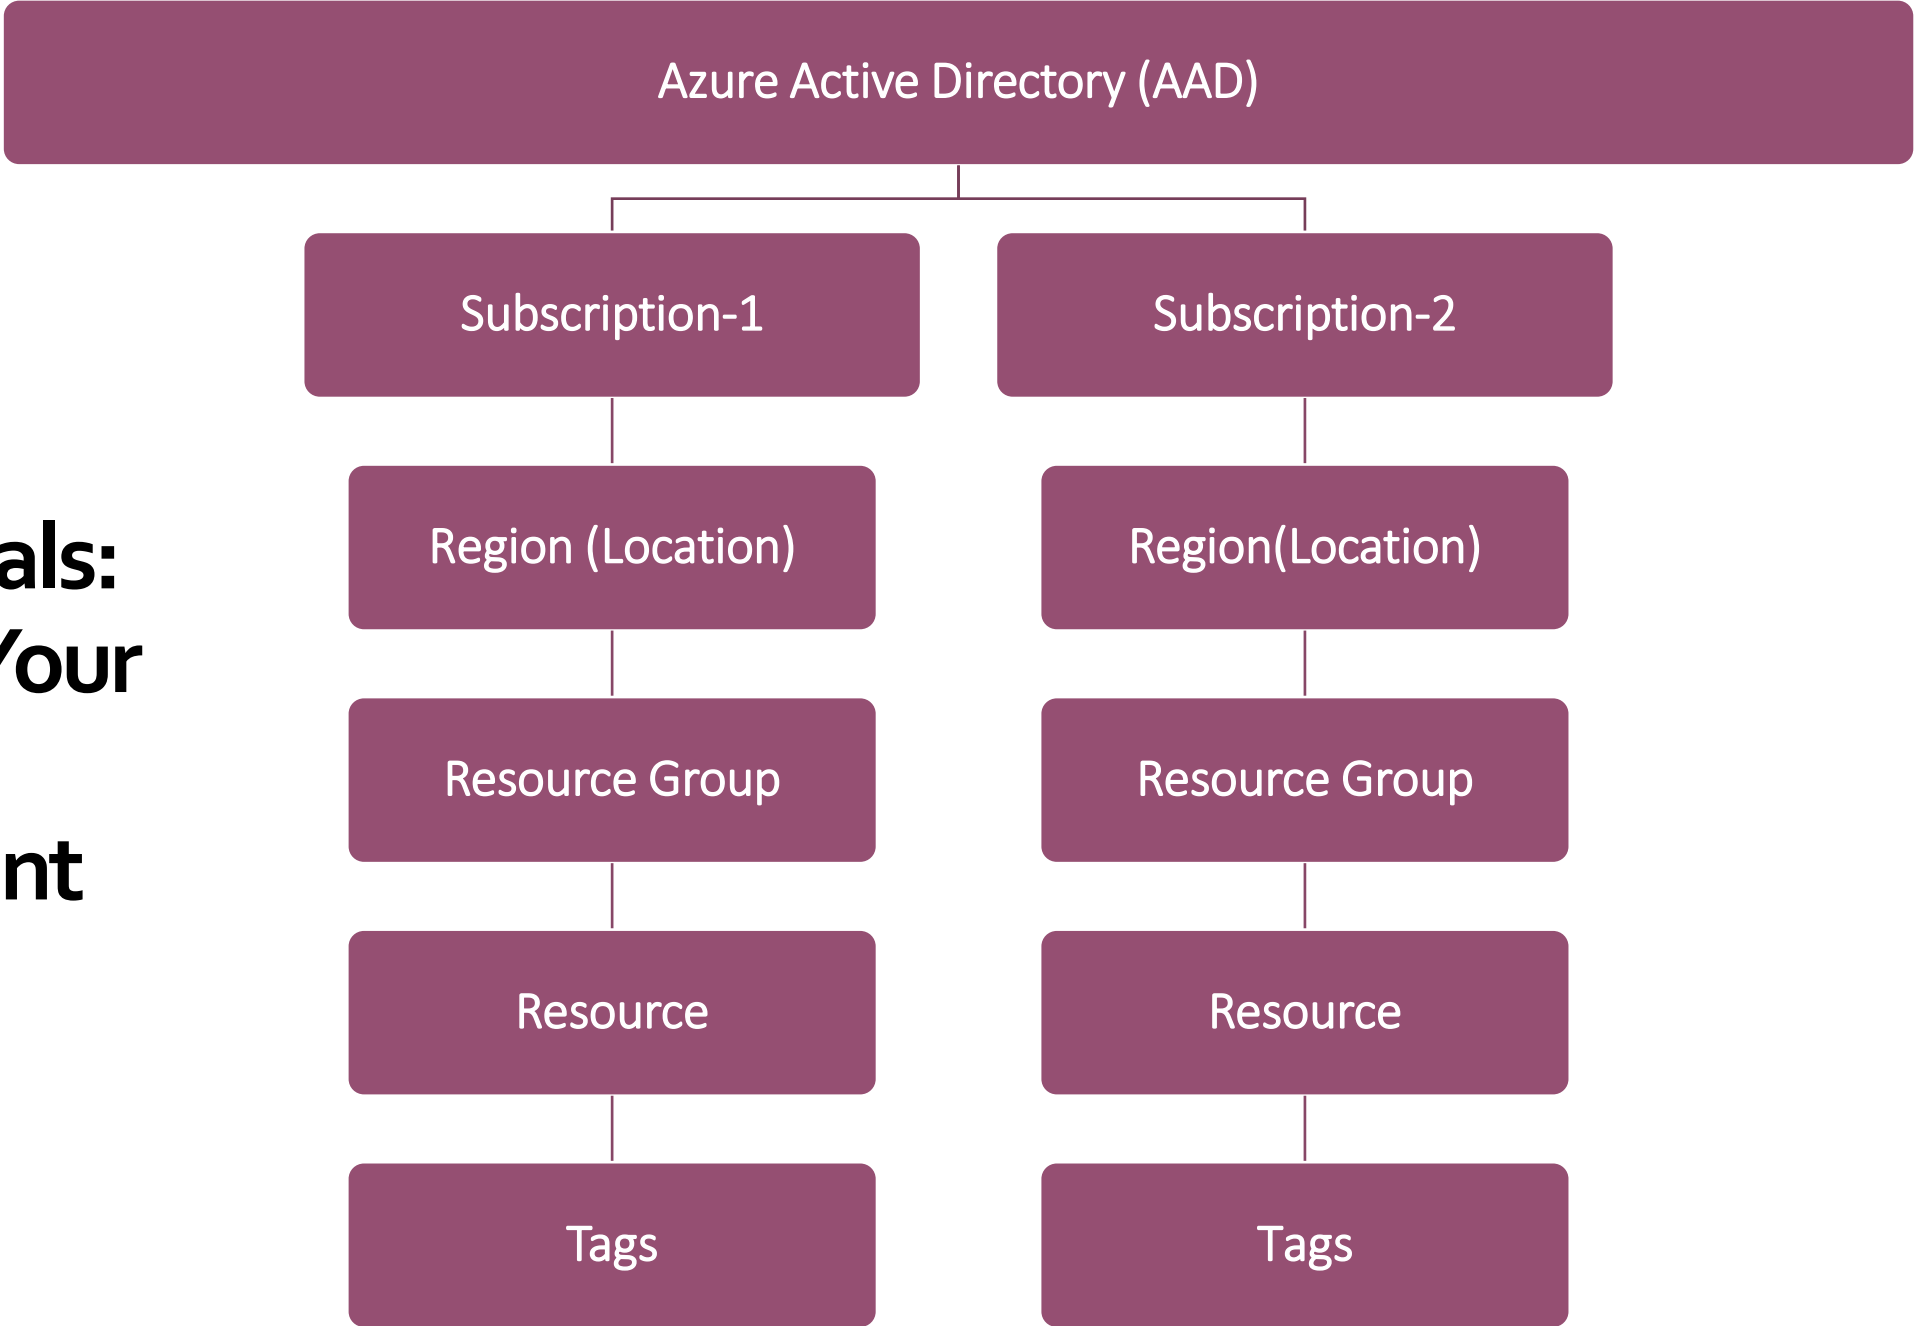 Azure Active Directory (AAD)
Subscription-1
Subscription-2
Region (Location)
Region(Location)
Resource Group
Resource Group
Resource
Resource
Tags
Tags
als:
Your
nt